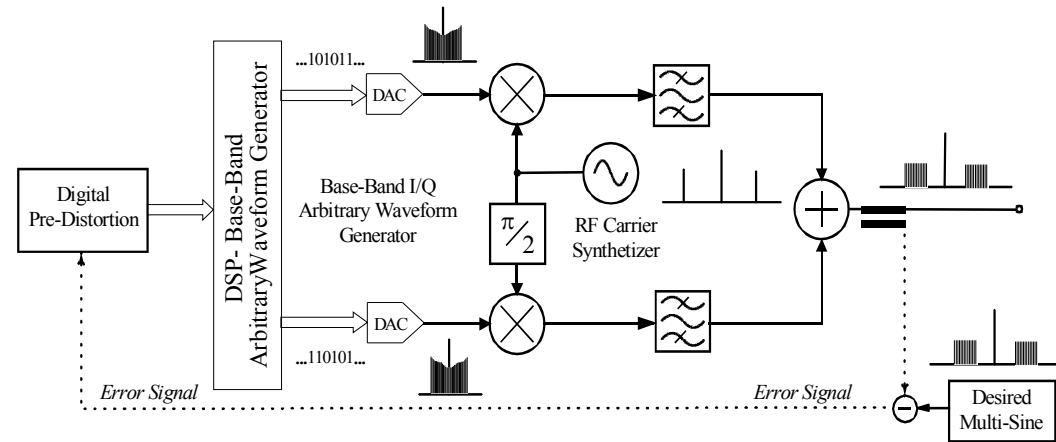 ...101011...
DAC
DSP- Base-Band
ArbitraryWaveform Generator
Digital
Pre-Distortion
Base-Band I/Q
Arbitrary Waveform
Generator
π/2
RF Carrier
Synthetizer
DAC
...110101...
Error Signal
Error Signal
Desired
Multi-Sine